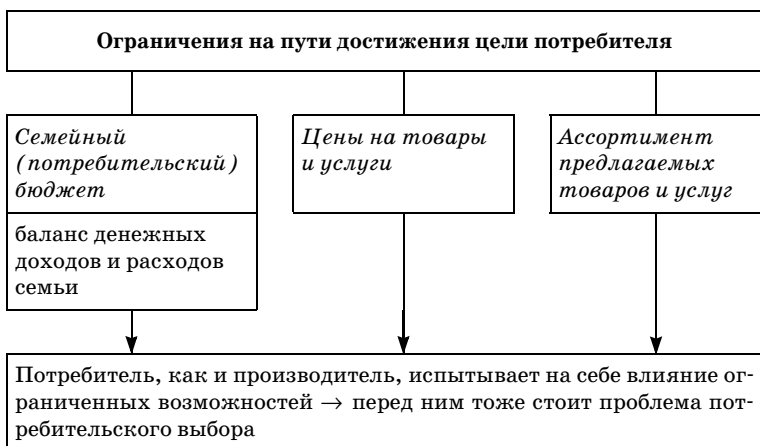 Ограничения на пути достижения цели потребителя
Семейный
(потребительский)
бюджет
баланс денежных
доходов и расходов
семьи
Цены на товары
и услуги
Ассортимент
предлагаемых
товаров и услуг
Потребитель, как и производитель, испытывает на себе влияние ог-
раниченных возможностей → перед ним тоже стоит проблема пот-
ребительского выбора